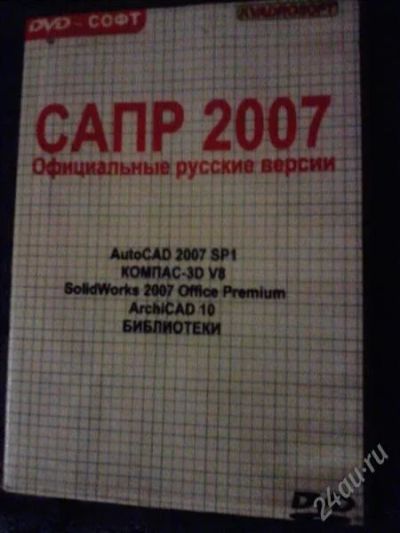 DVD-СОФТ
KVADROSOFT
САПР 2007
Официальные русские версии
AutoCAD 2007 SP1
КОМПАС-3D V8
SolidWorks 2007 Office Premium
ArchiCAD 10
БИБЛИОТЕКИ
24au.ru